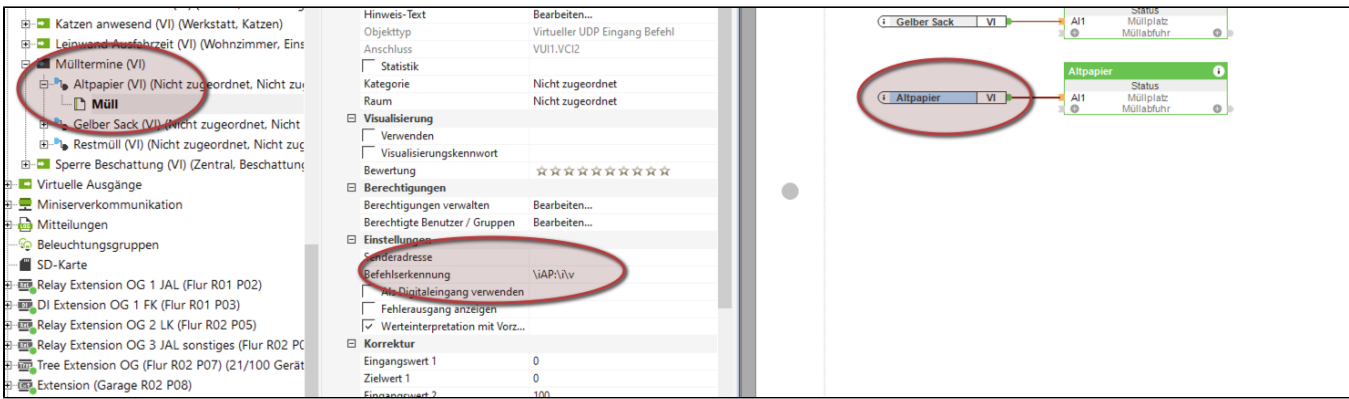 Katzen anwesend (VI) (Werkstatt, Katzen)
Leinwand Ausfahrzeit (VI) (Wohnzimmer, Eins
Mülltermine (VI)
Altpapier (VI) (Nicht zugeordnet, Nicht zu
Müll
Gelber Sack (VI) (Nicht zugeordnet, Nicht
Restmüll (VI) (Nicht zugeordnet, Nicht zug
Sperre Beschattung (VI) (Zentral, Beschattung
Virtuelle Ausgänge
Miniserverkommunikation
Mitteilungen
Beleuchtungsgruppen
SD-Karte
Relay Extension OG 1 JAL (Flur R01 P02)
DI Extension OG 1 FK (Flur R01 P03)
Relay Extension OG 2 LK (Flur R02 P05)
Relay Extension OG 3 JAL sonstiges (Flur R02 P
Tree Extension OG (Flur R02 P07) (21/100 Gerät
Extension (Garage R02 P08)
Hinweis-Text Bearbeiten...
Objekttyp Virtueller UDP Eingang Befehl
Anschluss VUI1.VCI2
Statistik
Kategorie Nicht zugeordnet
Raum Nicht zugeordnet
Visualisierung
Verwenden
Visualisierungskennwort
Bewertung
Berechtigungen
Berechtigungen verwalten Bearbeiten...
Berechtigte Benutzer / Gruppen Bearbeiten...
Einstellungen
Senderadresse
Befehlserkennung \iAP:\i\v
Als Digitaleingang verwenden
Fehlerausgang anzeigen
Werteinterpretation mit Vorz...
Korrektur
Eingangswert 1 0
Zielwert 1 0
Eingangswert 2 100
Gelber Sack VI
Status
AI1 Müllplatz
Müllabfuhr
Altpapier VI
Altpapier
Status
AI1 Müllplatz
Müllabfuhr